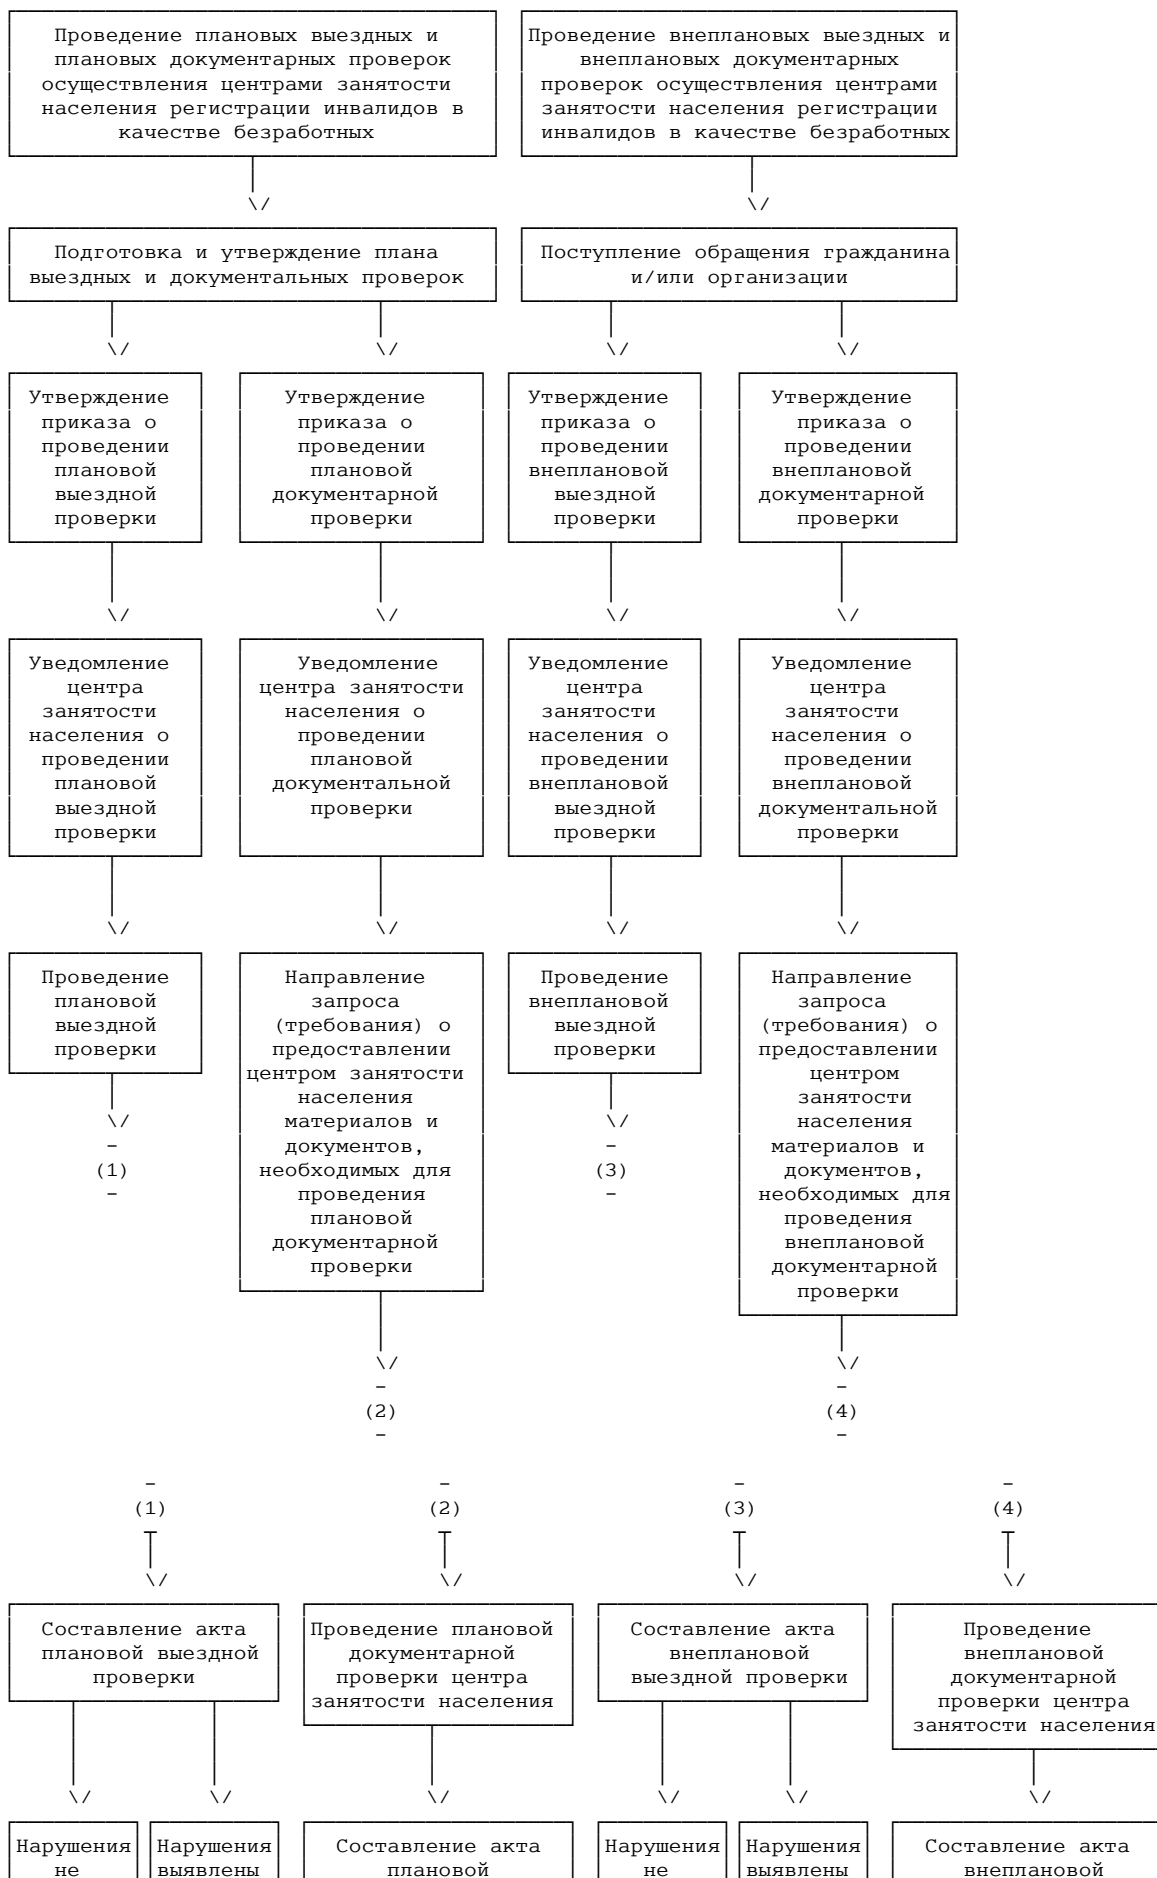 Проведение плановых выездных и
плановых документарных проверок
осуществления центрами занятости
населения регистрации инвалидов в
качестве безработных
Проведение внеплановых выездных и
внеплановых документарных
проверок осуществления центрами
занятости населения регистрации
инвалидов в качестве безработных
Подготовка и утверждение плана
выездных и документальных проверок
Поступление обращения гражданина
и/или организации
Утверждение
приказа о
проведении
плановой
выездной
проверки
Утверждение
приказа о
проведении
плановой
документарной
проверки
Утверждение
приказа о
проведении
внеплановой
выездной
проверки
Утверждение
приказа о
проведении
внеплановой
документарной
проверки
Уведомление
центра
занятости
населения о
проведении
плановой
выездной
проверки
Уведомление
центра занятости
населения о
проведении
плановой
документальной
проверки
Уведомление
центра
занятости
населения о
проведении
внеплановой
выездной
проверки
Уведомление
центра
занятости
населения о
проведении
внеплановой
документальной
проверки
Проведение
плановой
выездной
проверки
Направление
запроса
(требования) о
предоставлении
центром занятости
населения
материалов и
документов,
необходимых для
проведения
плановой
документарной
проверки
Проведение
внеплановой
выездной
проверки
Направление
запроса
(требования) о
предоставлении
центром
занятости
населения
материалов и
документов,
необходимых для
проведения
внеплановой
документарной
проверки
(1)
(3)
(2)
(4)
(1)
(2)
(3)
(4)
Составление акта
плановой выездной
проверки
Проведение плановой
документарной
проверки центра
занятости населения
Составление акта
внеплановой
выездной проверки
Проведение
внеплановой
документарной
проверки центра
занятости населения
Нарушения
не
Нарушения
выявлены
Составление акта
плановой
Нарушения
не
Нарушения
выявлены
Составление акта
внеплановой